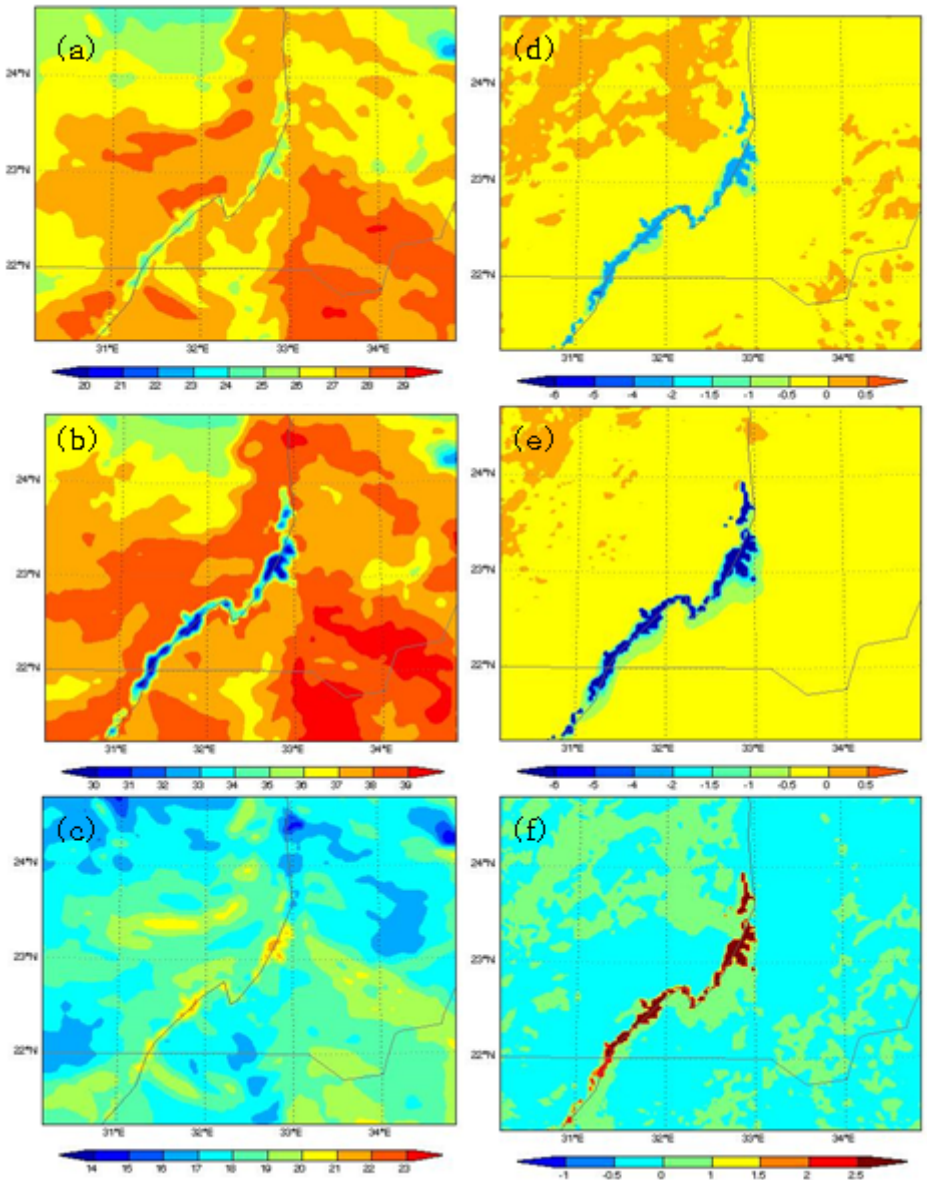 (a)
24°N
23°N
22°N
31°E 32°E 33°E 34°E
20 21 22 23 24 25 26 27 28 29
(d)
24°N
23°N
22°N
31°E 32°E 33°E 34°E
-6 -5 -4 -2 -1.5 -1 -0.5 0 0.5
(b)
24°N
23°N
22°N
31°E 32°E 33°E 34°E
30 31 32 33 34 35 36 37 38 39
(e)
24°N
23°N
22°N
31°E 32°E 33°E 34°E
-6 -5 -4 -2 -1.5 -1 -0.5 0 0.5
(c)
24°N
23°N
22°N
31°E 32°E 33°E 34°E
14 15 16 17 18 19 20 21 22 23
(f)
24°N
23°N
22°N
31°E 32°E 33°E 34°E
-1 -0.5 0 1 1.5 2 2.5